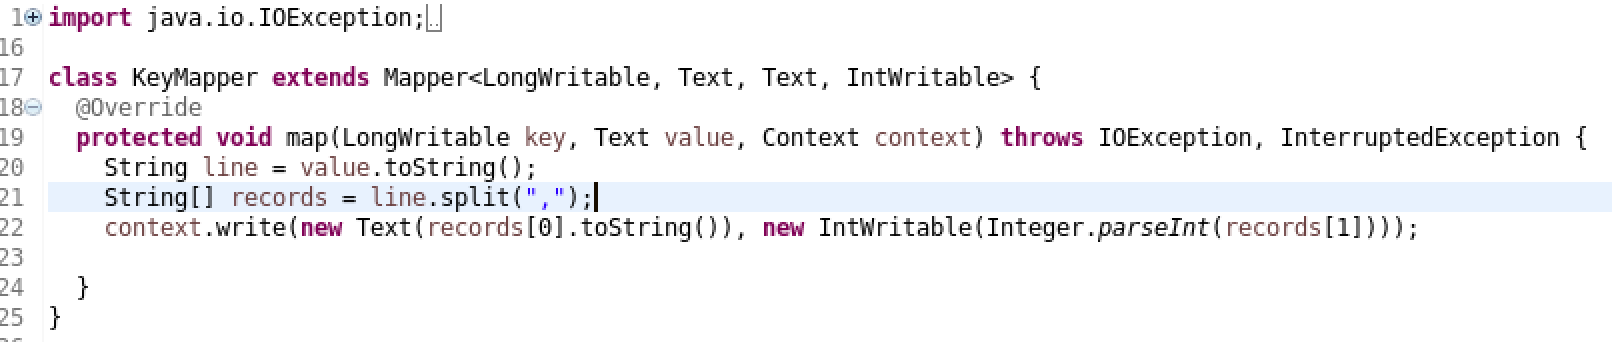 1 import java.io.IOException;
16
17 class KeyMapper extends Mapper<LongWritable, Text, Text, IntWritable> {
18 @Override
19 protected void map(LongWritable key, Text value, Context context) throws IOException, InterruptedException {
20 String line = value.toString();
21 String[] records = line.split(",");
22 context.write(new Text(records[0].toString()), new IntWritable(Integer.parseInt(records[1])));
23
24 }
25 }